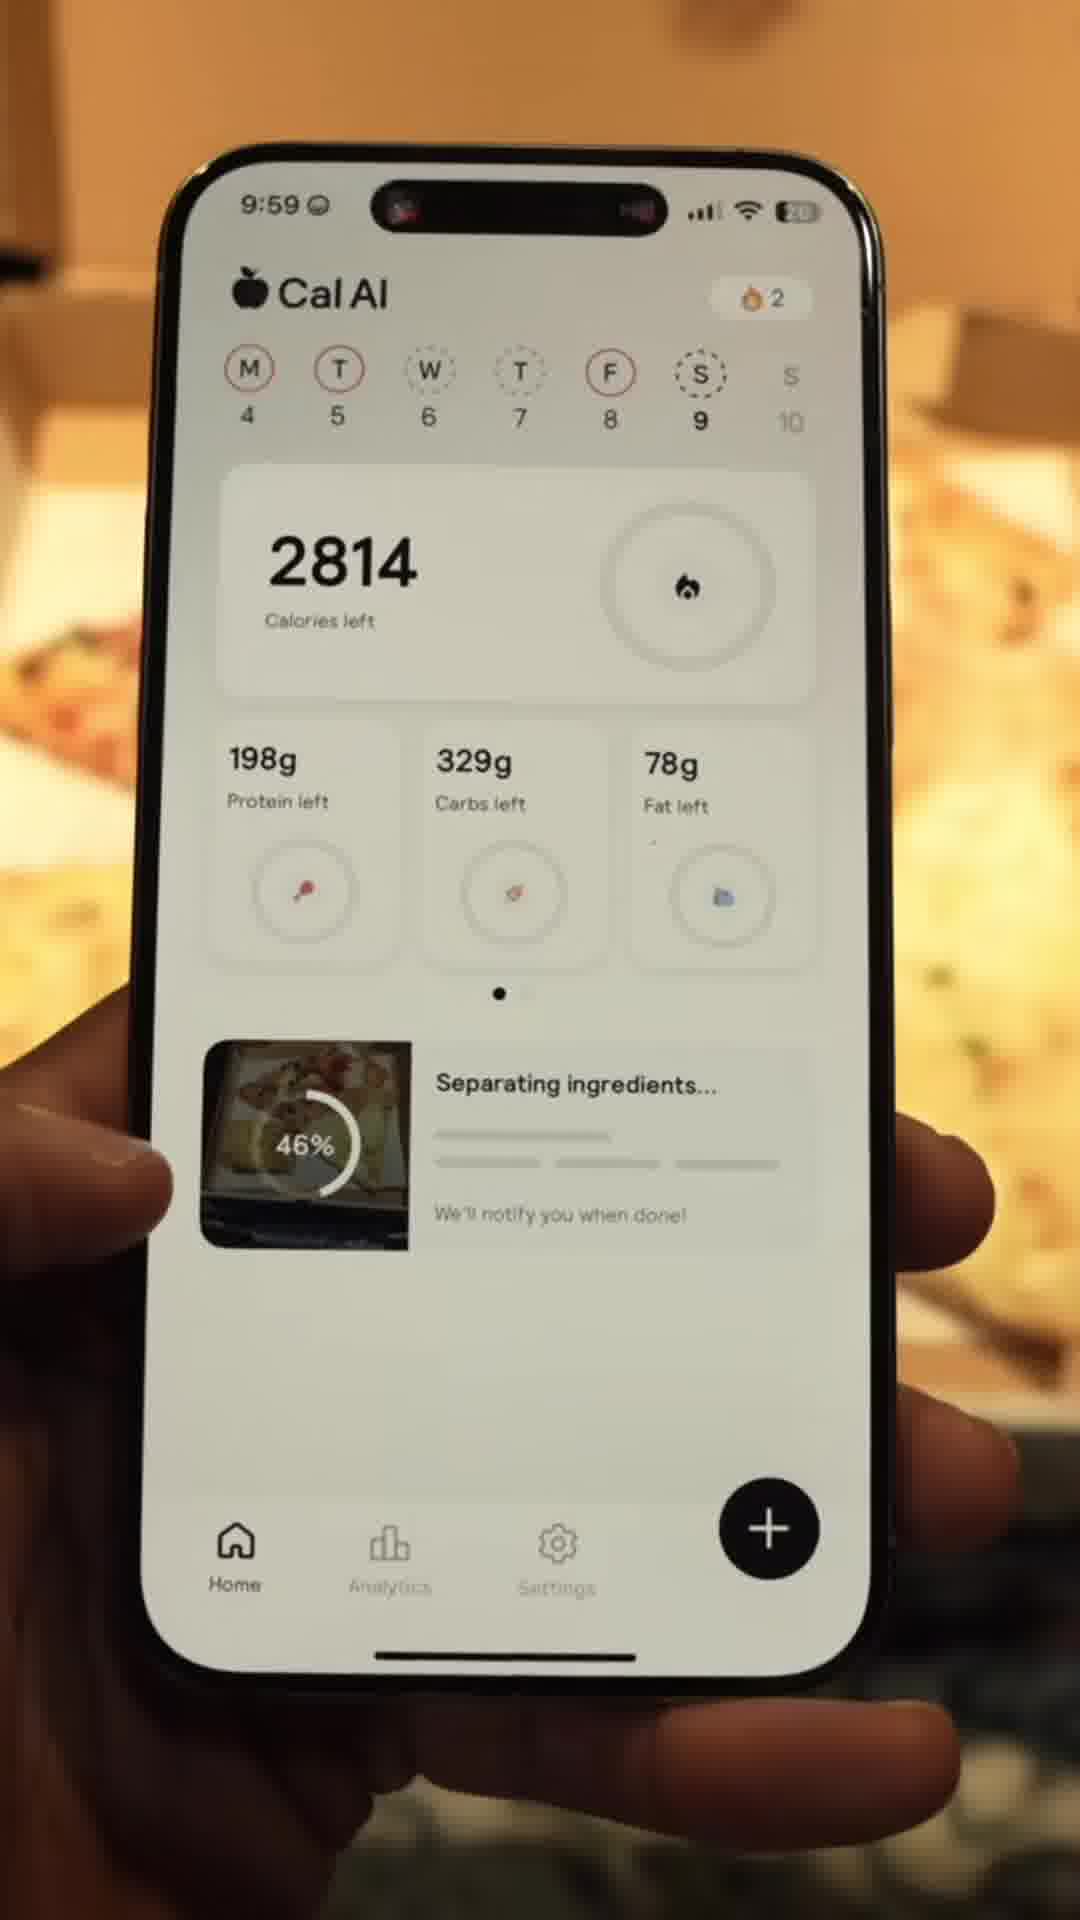 9:59
20
Cal AI
2
M T W T F S S
4 5 6 7 8 9 10
2814
Calories left
198g 329g 78g
Protein left Carbs left Fat left
Separating ingredients...
46%
We'll notify you when done!
Home Analytics Settings